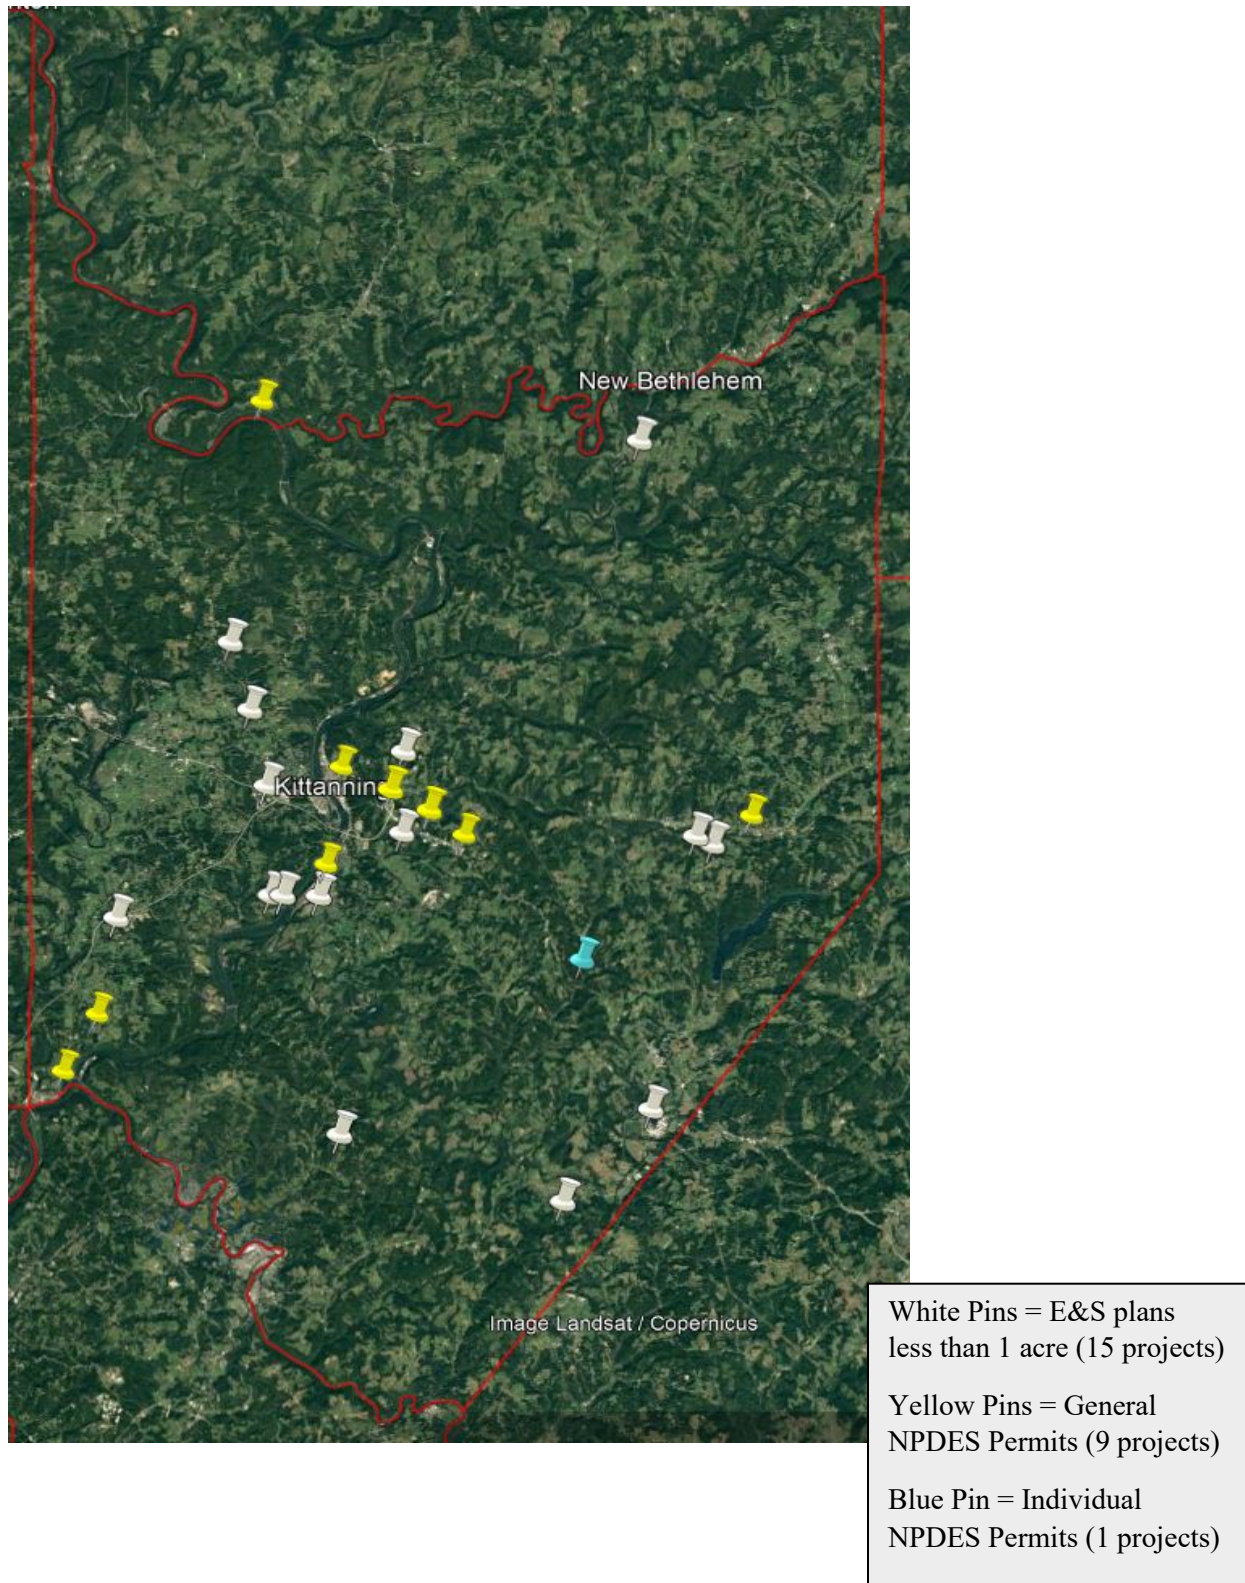 New Bethlehem
Kittanning
Image Landsat / Copernicus
White Pins = E&S plans
less than 1 acre (15 projects)
Yellow Pins = General
NPDES Permits (9 projects)
Blue Pin = Individual
NPDES Permits (1 projects)